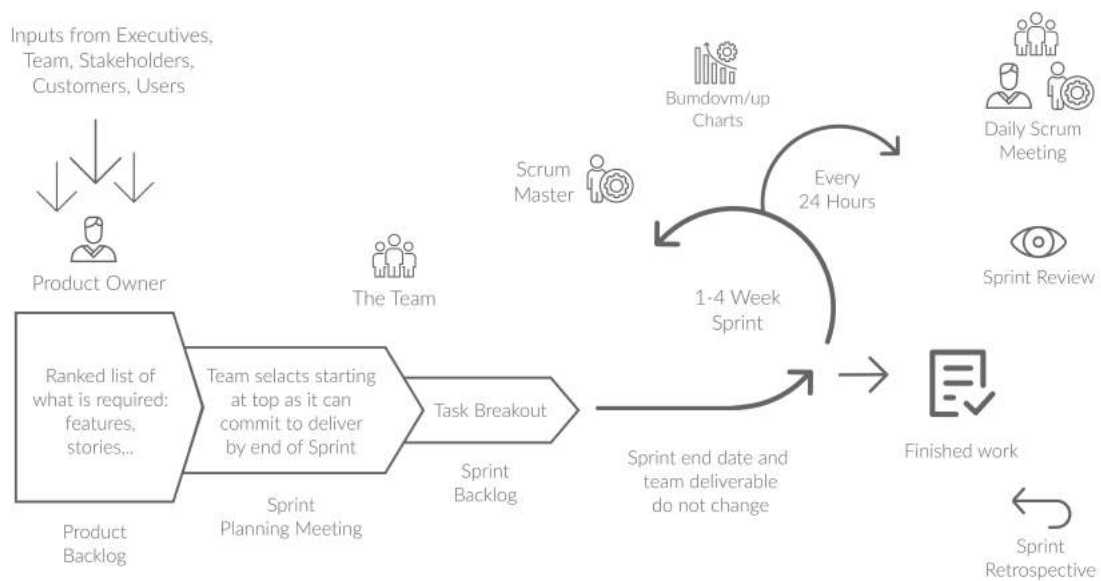 Inputs from Executives,
Team, Stakeholders,
Customers, Users
Product Owner
Ranked list of
what is required:
features,
stories...
Product
Backlog
The Team
Team selacts starting
at top as it can
commit to deliver
by end of Sprint
Sprint
Planning Meeting
Task Breakout
Sprint
Backlog
Scrum
Master
Bumdovm/up
Charts
Every
24 Hours
1-4 Week
Sprint
Sprint end date and
team deliverable
do not change
Daily Scrum
Meeting
Sprint Review
Finished work
Sprint
Retrospective